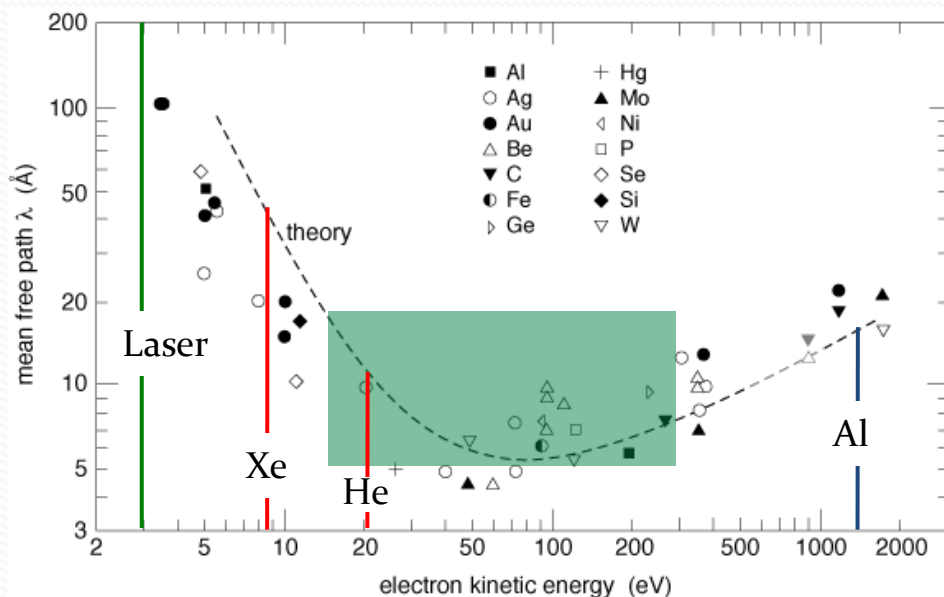 200
100
50
20
10
5
3
mean free path λ (Å)
2 5 10 20 50 100 200 500 1000 2000
electron kinetic energy (eV)
Al
Ag
Au
Be
C
Fe
Ge
Hg
Mo
Ni
P
Se
Si
W
theory
Laser
Xe
He
Al